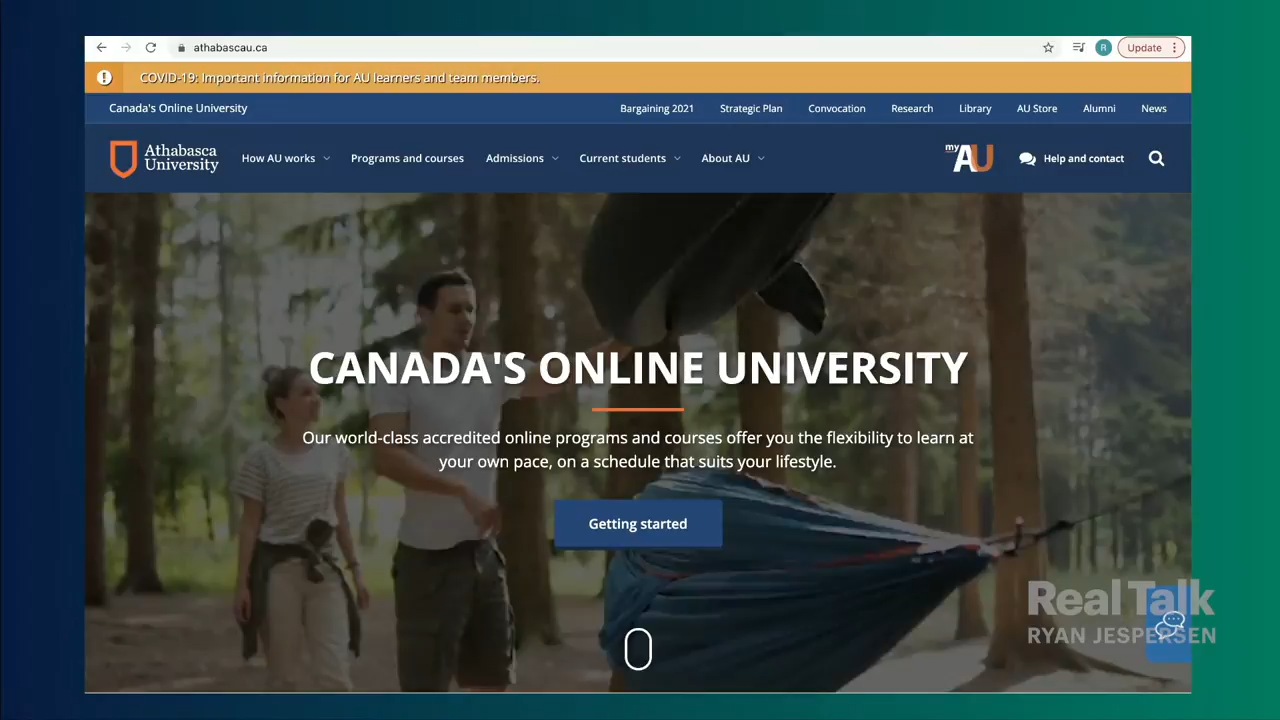 athabascau.ca
R
Update
COVID-19: Important information for AU learners and team members.
Canada's Online University
Bargaining 2021
Strategic Plan
Convocation
Research
Library
AU Store
Alumni
News
Athabasca
University
How AU works
Programs and courses
Admissions
Current students
About AU
my AU
Help and contact
CANADA'S ONLINE UNIVERSITY
Our world-class accredited online programs and courses offer you the flexibility to learn at
your own pace, on a schedule that suits your lifestyle.
Getting started
Real Talk
RYAN JESPERSEN